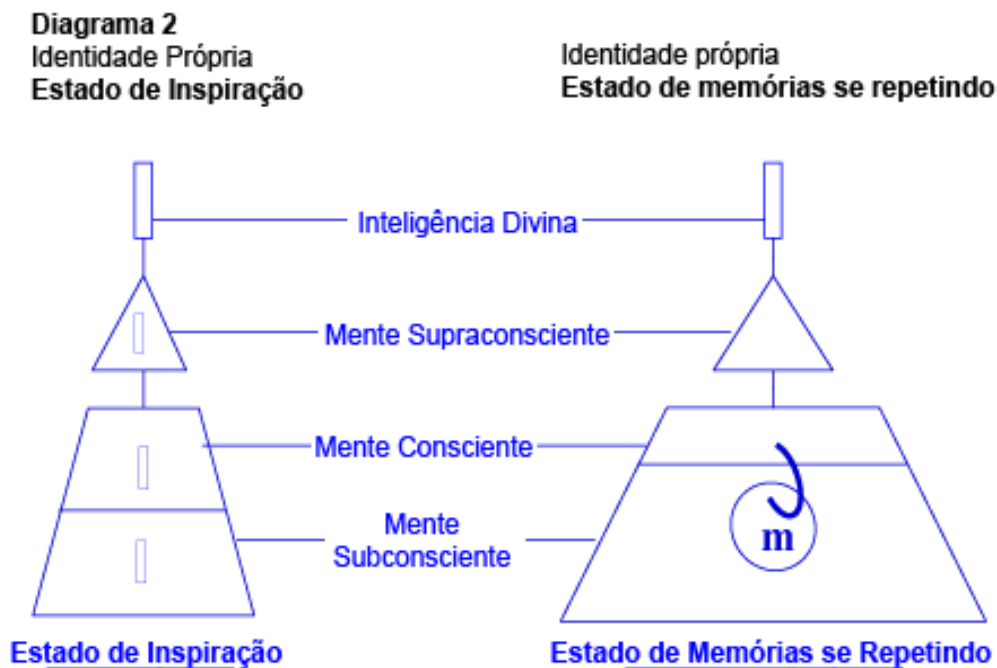 Diagrama 2
Identidade Própria
Estado de Inspiração
Identidade própria
Estado de memórias se repetindo
Inteligência Divina
Mente Supraconsciente
Mente Consciente
Mente
Subconsciente
m
Estado de Inspiração
Estado de Memórias se Repetindo